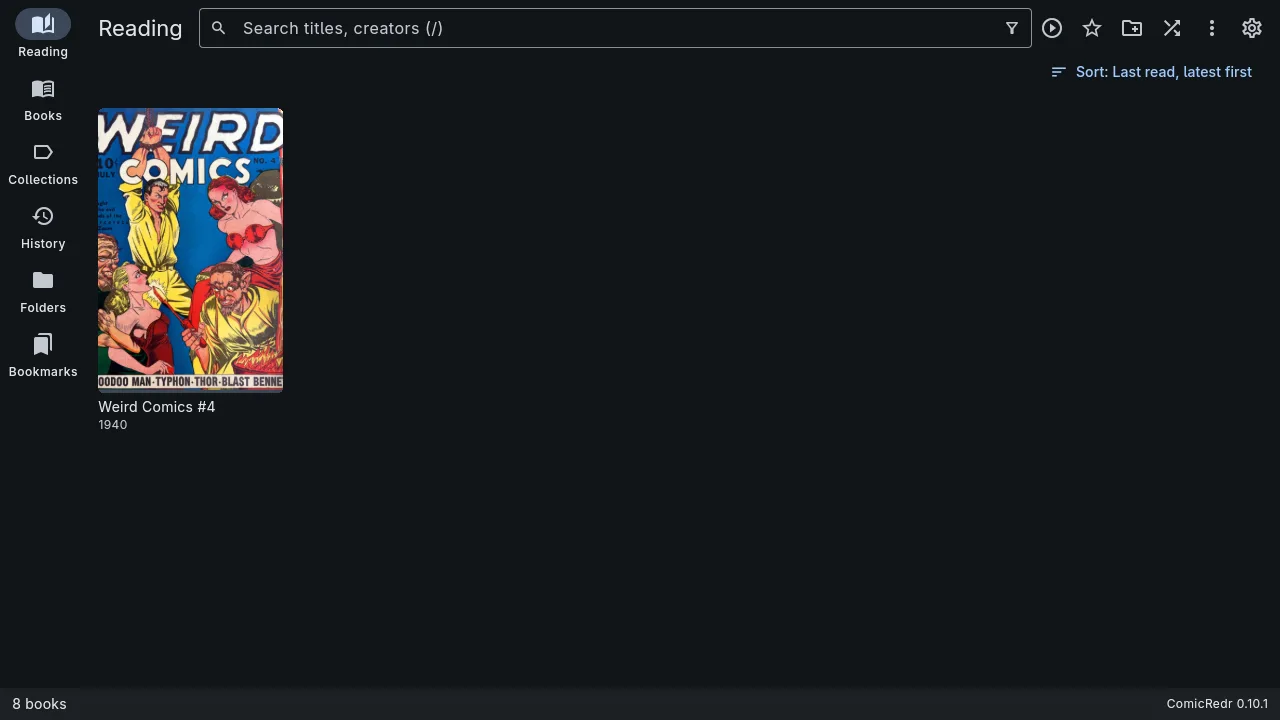 Reading
Search titles, creators (/)
Reading
Books
Collections
History
Folders
Bookmarks
Sort: Last read, latest first
WEIRD
COMICS
10¢
JULY
NO. 4
OODOO MAN·TYPHON·THOR·BLAST BENNE
Weird Comics #4
1940
8 books
ComicRedr 0.10.1